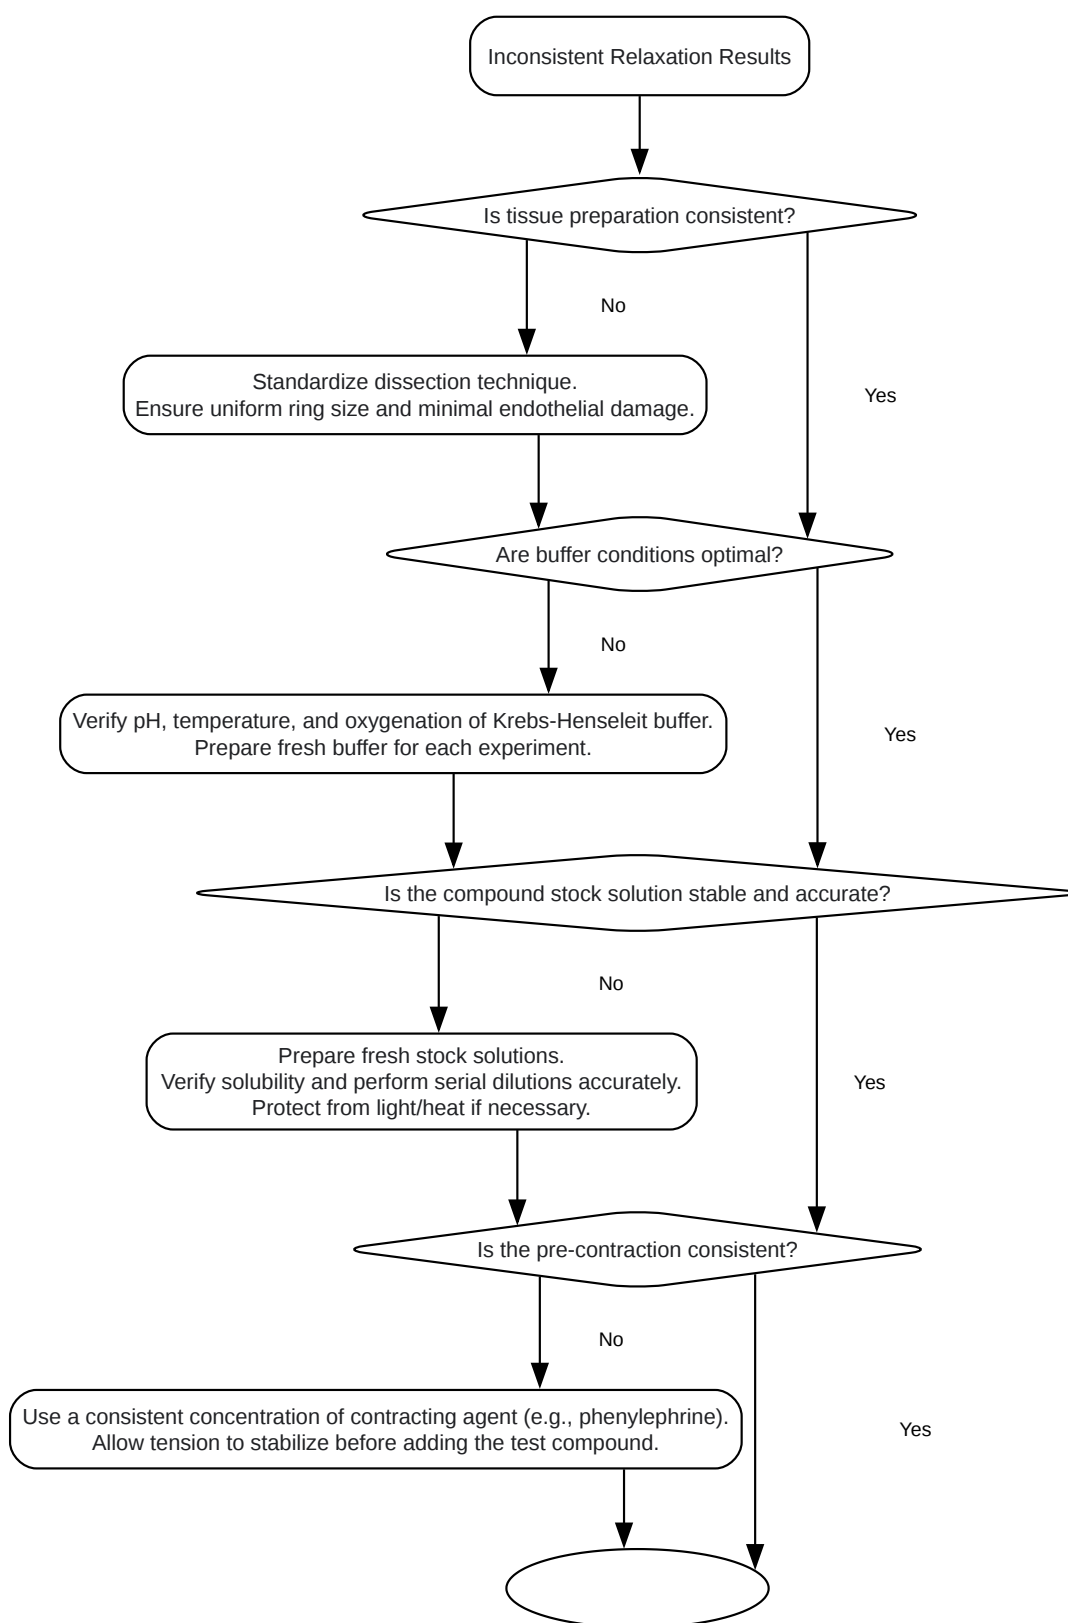 Inconsistent Relaxation Results
Is tissue preparation consistent?
No
Standardize dissection technique.
Ensure uniform ring size and minimal endothelial damage.
Yes
Are buffer conditions optimal?
No
Verify pH, temperature, and oxygenation of Krebs-Henseleit buffer.
Prepare fresh buffer for each experiment.
Yes
Is the compound stock solution stable and accurate?
No
Prepare fresh stock solutions.
Verify solubility and perform serial dilutions accurately.
Protect from light/heat if necessary.
Yes
Is the pre-contraction consistent?
No
Use a consistent concentration of contracting agent (e.g., phenylephrine).
Allow tension to stabilize before adding the test compound.
Yes